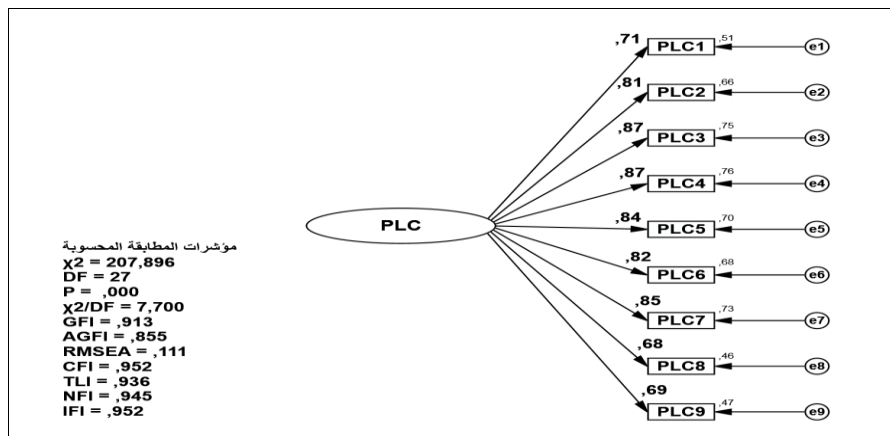 ,71 PLC1 ,51 e1
,81 PLC2 ,66 e2
,87 PLC3 ,75 e3
,87 PLC4 ,76 e4
PLC
,84 PLC5 ,70 e5
,82 PLC6 ,68 e6
,85 PLC7 ,73 e7
,68 PLC8 ,46 e8
,69 PLC9 ,47 e9
مؤشرات المطابقة المحسوبة
χ2 = 207,896
DF = 27
P = ,000
χ2/DF = 7,700
GFI = ,913
AGFI = ,855
RMSEA = ,111
CFI = ,952
TLI = ,936
NFI = ,945
IFI = ,952